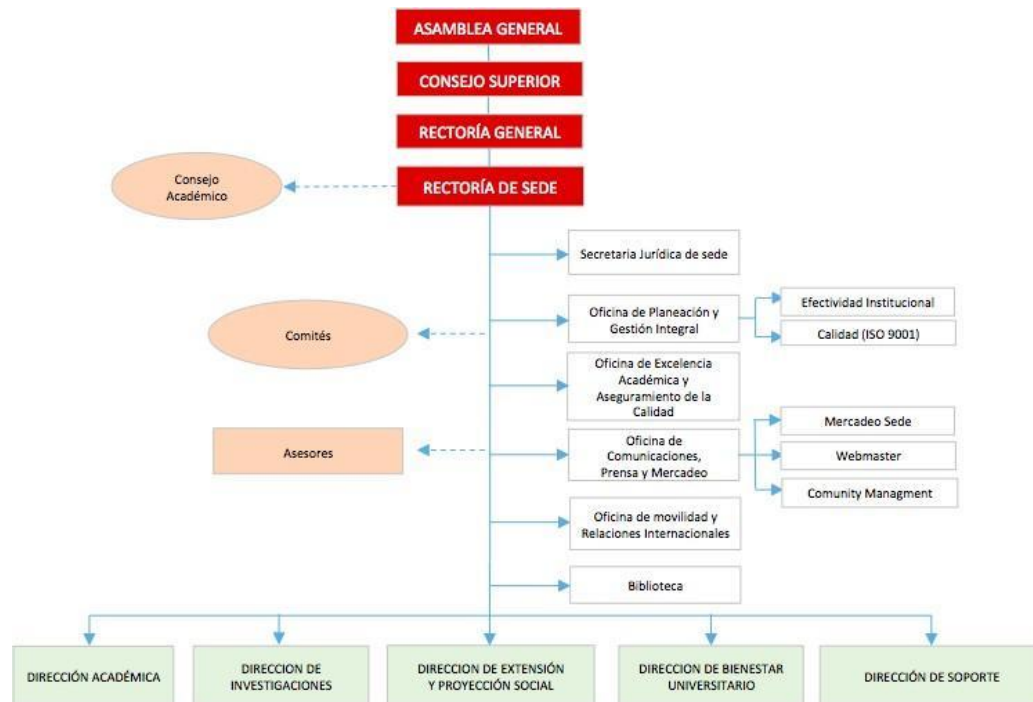 ASAMBLEA GENERAL
CONSEJO SUPERIOR
RECTORÍA GENERAL
RECTORÍA DE SEDE
Consejo
Académico
Secretaria Jurídica de sede
Oficina de Planeación y
Gestión Integral
Efectividad Institucional
Calidad (ISO 9001)
Comités
Oficina de Excelencia
Académica y
Aseguramiento de la
Calidad
Asesores
Oficina de
Comunicaciones,
Prensa y Mercadeo
Mercadeo Sede
Webmaster
Comunity Managment
Oficina de movilidad y
Relaciones Internacionales
Biblioteca
DIRECCIÓN ACADÉMICA
DIRECCION DE
INVESTIGACIONES
DIRECCION DE EXTENSIÓN
Y PROYECCIÓN SOCIAL
DIRECCION DE BIENESTAR
UNIVERSITARIO
DIRECCIÓN DE SOPORTE